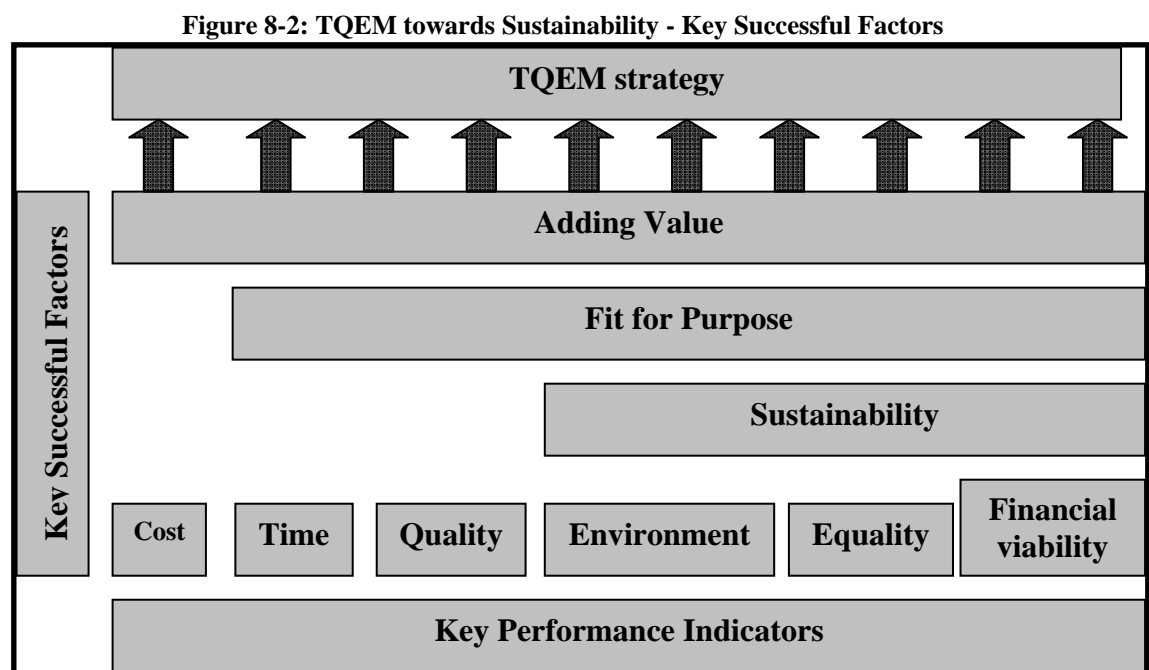 Figure 8-2: TQEM towards Sustainability - Key Successful Factors
TQEM strategy
Adding Value
Key Successful Factors
Fit for Purpose
Sustainability
Cost
Time
Quality
Environment
Equality
Financial
viability
Key Performance Indicators